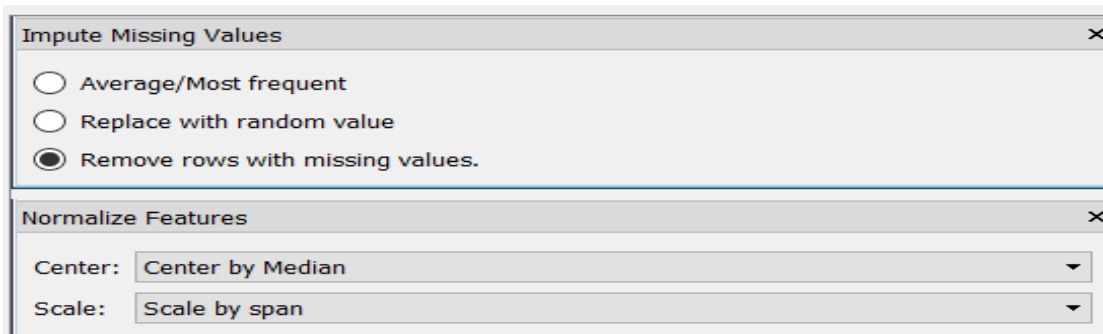 Impute Missing Values
Average/Most frequent
Replace with random value
Remove rows with missing values.
Normalize Features
Center: Center by Median
Scale: Scale by span